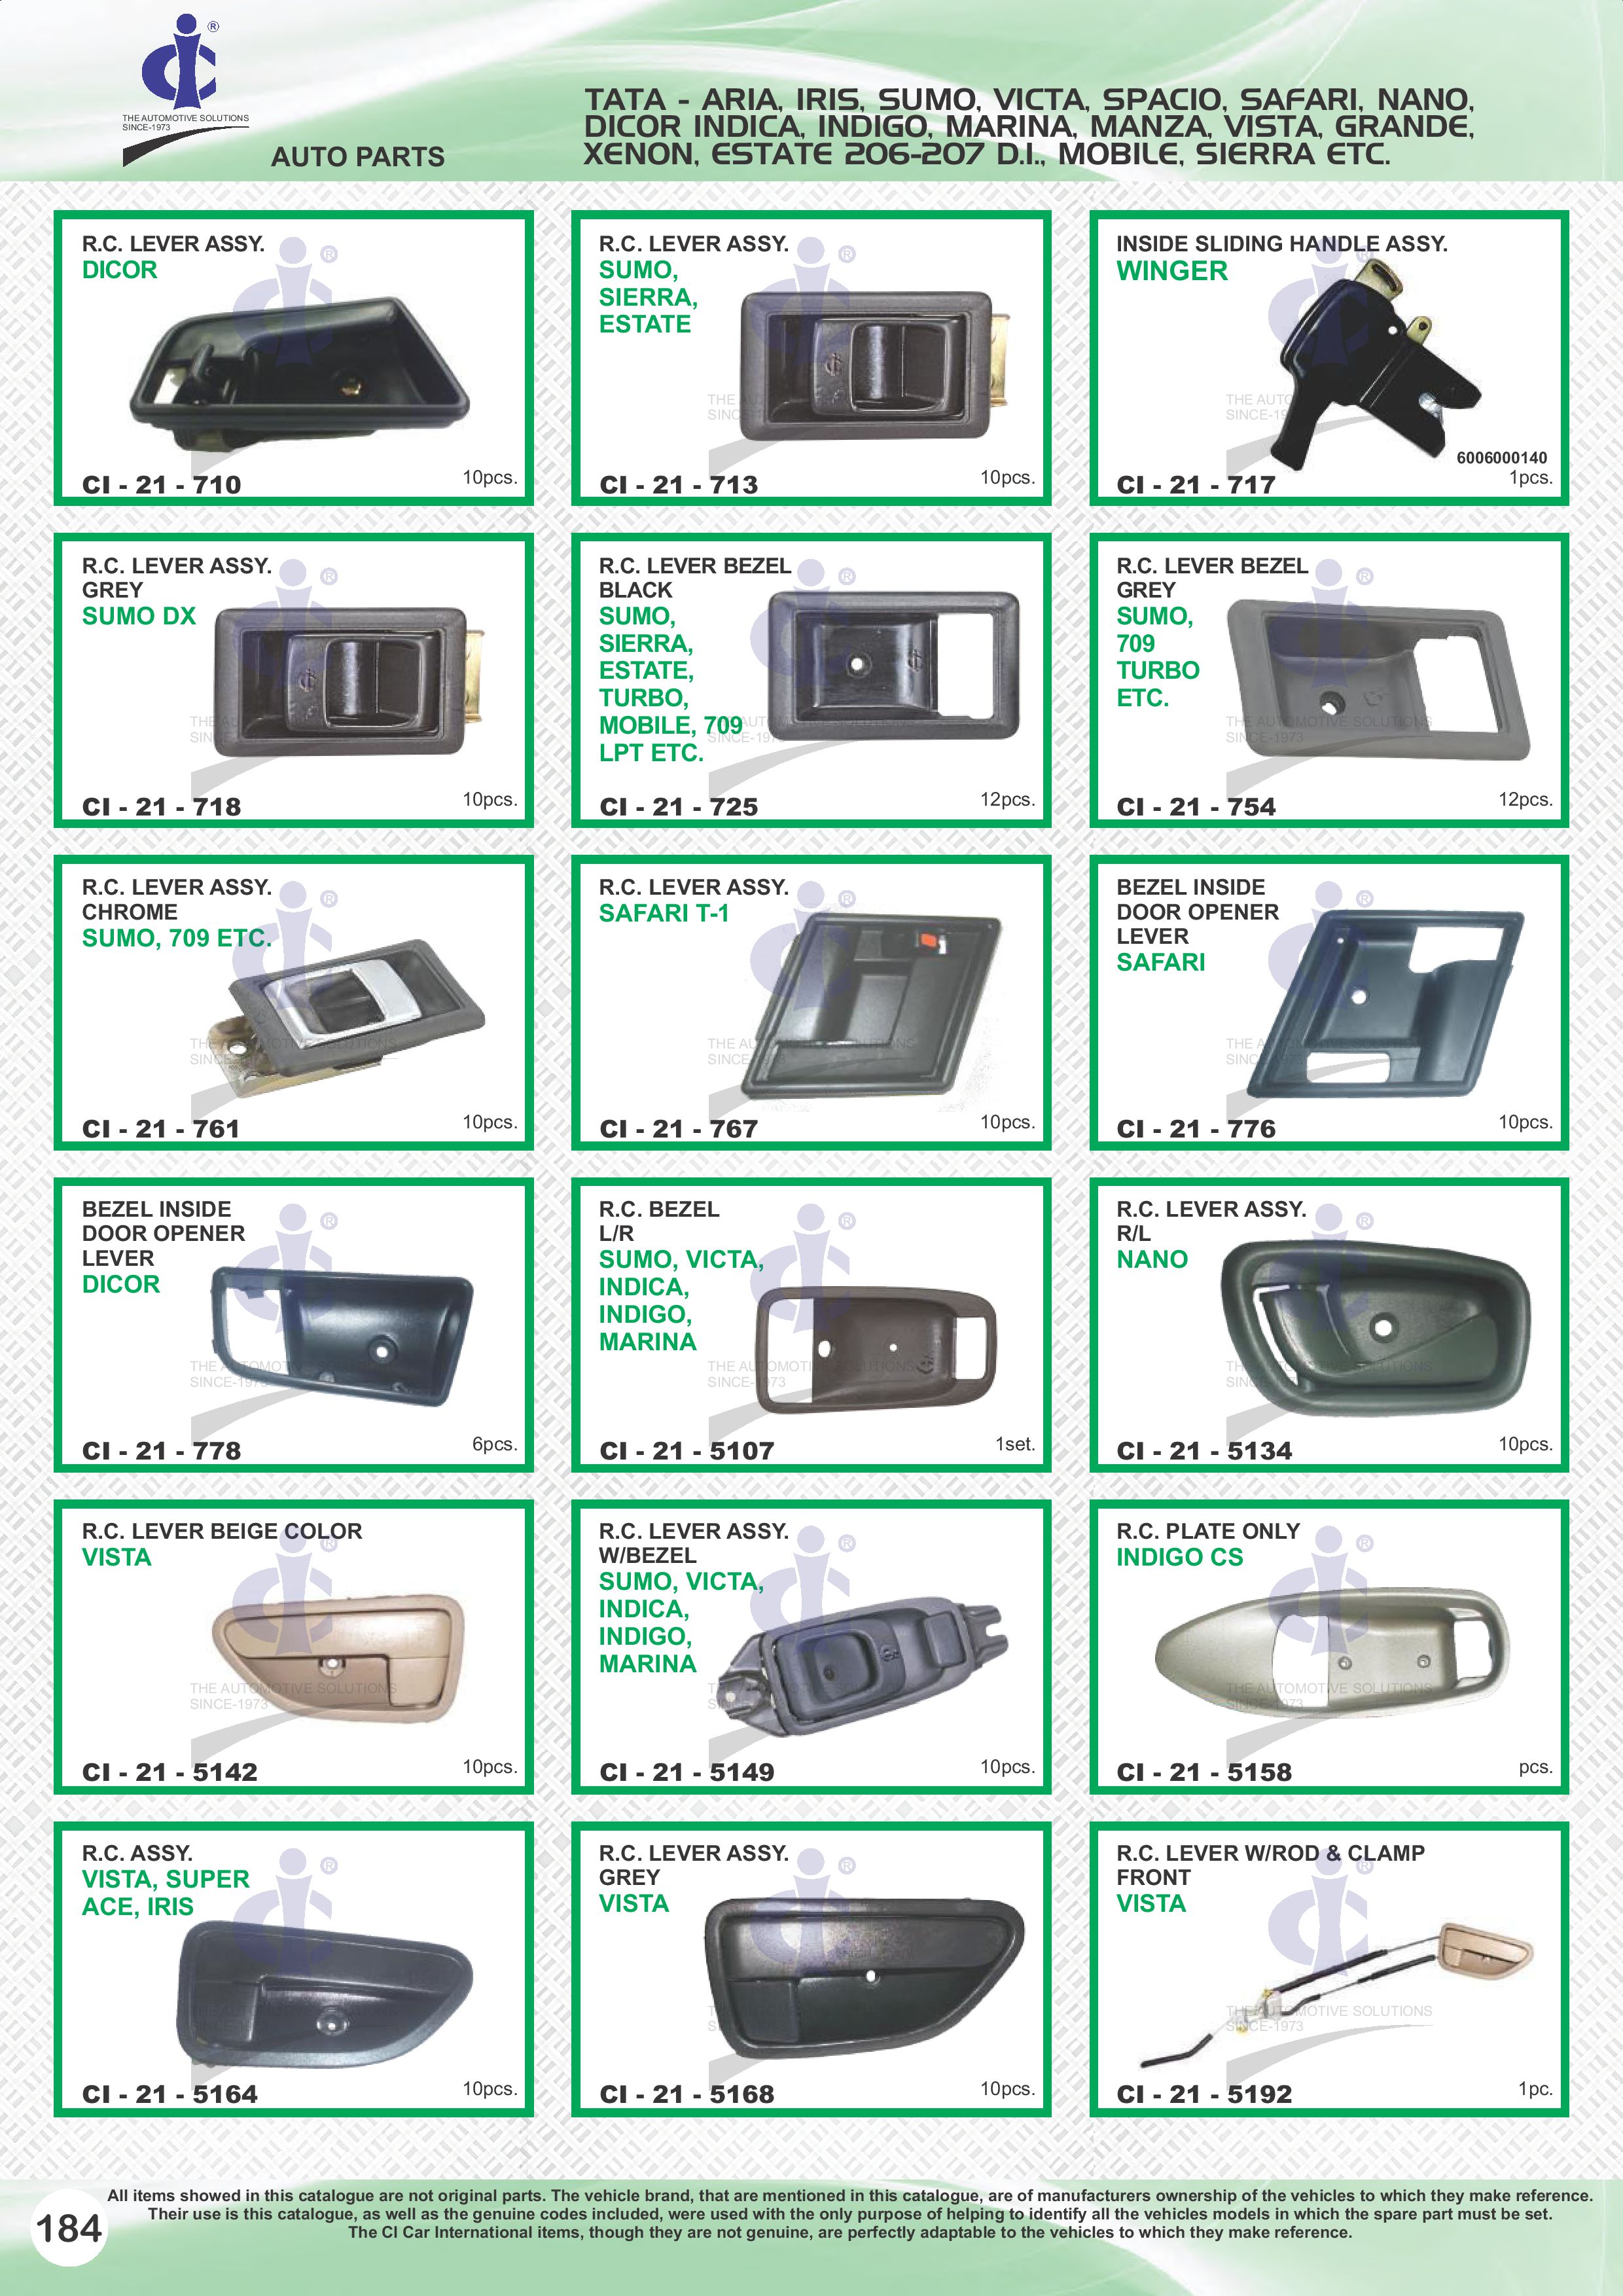 ®
THE AUTOMOTIVE SOLUTIONS
SINCE-1973
AUTO PARTS
TATA - ARIA, IRIS, SUMO, VICTA, SPACIO, SAFARI, NANO,
DICOR INDICA, INDIGO, MARINA, MANZA, VISTA, GRANDE,
XENON, ESTATE 206-207 D.I., MOBILE, SIERRA ETC.
R.C. LEVER ASSY.
DICOR
CI - 21 - 710
10pcs.
R.C. LEVER ASSY.
SUMO,
SIERRA,
ESTATE
CI - 21 - 713
10pcs.
INSIDE SLIDING HANDLE ASSY.
WINGER
6006000140
CI - 21 - 717
1pcs.
R.C. LEVER ASSY.
GREY
SUMO DX
CI - 21 - 718
10pcs.
R.C. LEVER BEZEL
BLACK
SUMO,
SIERRA,
ESTATE,
TURBO,
MOBILE, 709
LPT ETC.
CI - 21 - 725
12pcs.
R.C. LEVER BEZEL
GREY
SUMO,
709
TURBO
ETC.
CI - 21 - 754
12pcs.
R.C. LEVER ASSY.
CHROME
SUMO, 709 ETC.
CI - 21 - 761
10pcs.
R.C. LEVER ASSY.
SAFARI T-1
CI - 21 - 767
10pcs.
BEZEL INSIDE
DOOR OPENER
LEVER
SAFARI
CI - 21 - 776
10pcs.
BEZEL INSIDE
DOOR OPENER
LEVER
DICOR
CI - 21 - 778
6pcs.
R.C. BEZEL
L/R
SUMO, VICTA,
INDICA,
INDIGO,
MARINA
CI - 21 - 5107
1set.
R.C. LEVER ASSY.
R/L
NANO
CI - 21 - 5134
10pcs.
R.C. LEVER BEIGE COLOR
VISTA
CI - 21 - 5142
10pcs.
R.C. LEVER ASSY.
W/BEZEL
SUMO, VICTA,
INDICA,
INDIGO,
MARINA
CI - 21 - 5149
10pcs.
R.C. PLATE ONLY
INDIGO CS
CI - 21 - 5158
pcs.
R.C. ASSY.
VISTA, SUPER
ACE, IRIS
CI - 21 - 5164
10pcs.
R.C. LEVER ASSY.
GREY
VISTA
CI - 21 - 5168
10pcs.
R.C. LEVER W/ROD & CLAMP
FRONT
VISTA
CI - 21 - 5192
1pc.
184
All items showed in this catalogue are not original parts. The vehicle brand, that are mentioned in this catalogue, are of manufacturers ownership of the vehicles to which they make reference.
Their use is this catalogue, as well as the genuine codes included, were used with the only purpose of helping to identify all the vehicles models in which the spare part must be set.
The CI Car International items, though they are not genuine, are perfectly adaptable to the vehicles to which they make reference.